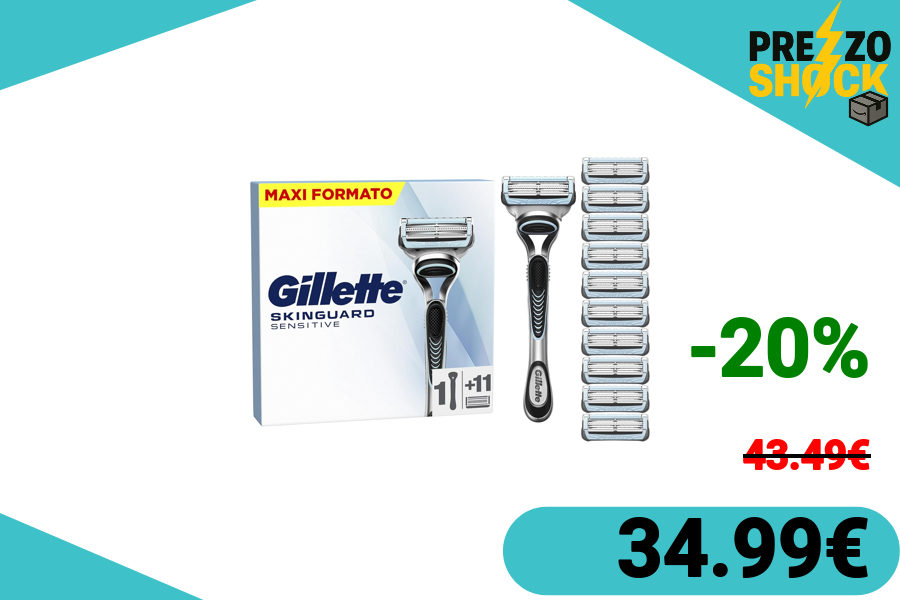 PREZZO
SHOCK
MAXI FORMATO
Gillette®
SKINGUARD
SENSITIVE
1 +11
Gillette
-20%
43.49€
34.99€